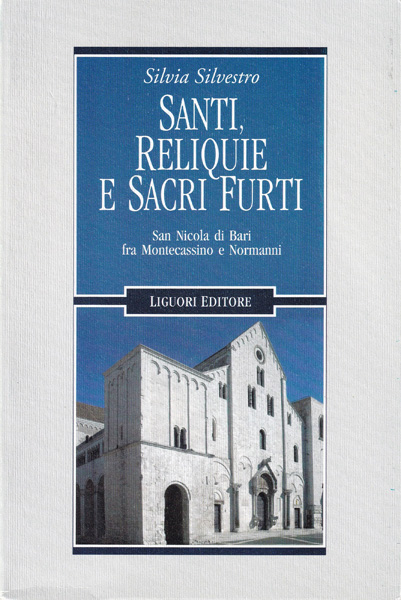 Silvia Silvestro
SANTI,
RELIQUIE
E SACRI FURTI
San Nicola di Bari
fra Montecassino e Normanni
LIGUORI EDITORE